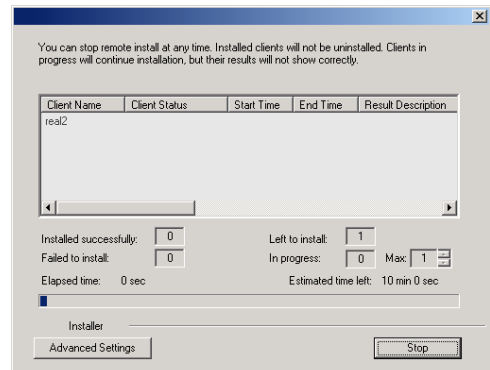 You can stop remote install at any time. Installed clients will not be uninstalled. Clients in
progress will continue installation, but their results will not show correctly.
Client Name Client Status Start Time End Time Result Description
real2
Installed successfully: 0 Left to install: 1
Failed to install: 0 In progress: 0 Max: 1
Elapsed time: 0 sec Estimated time left: 10 min 0 sec
Installer
Advanced Settings Stop